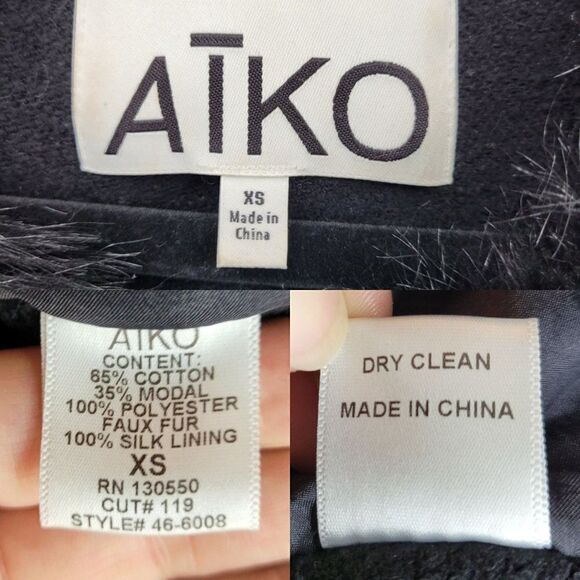 AĪKO
XS
Made in
China
AIKO
CONTENT:
65% COTTON
35% MODAL
100% POLYESTER
FAUX FUR
100% SILK LINING
XS
RN 130550
CUT# 119
STYLE# 46-6008
DRY CLEAN
MADE IN CHINA